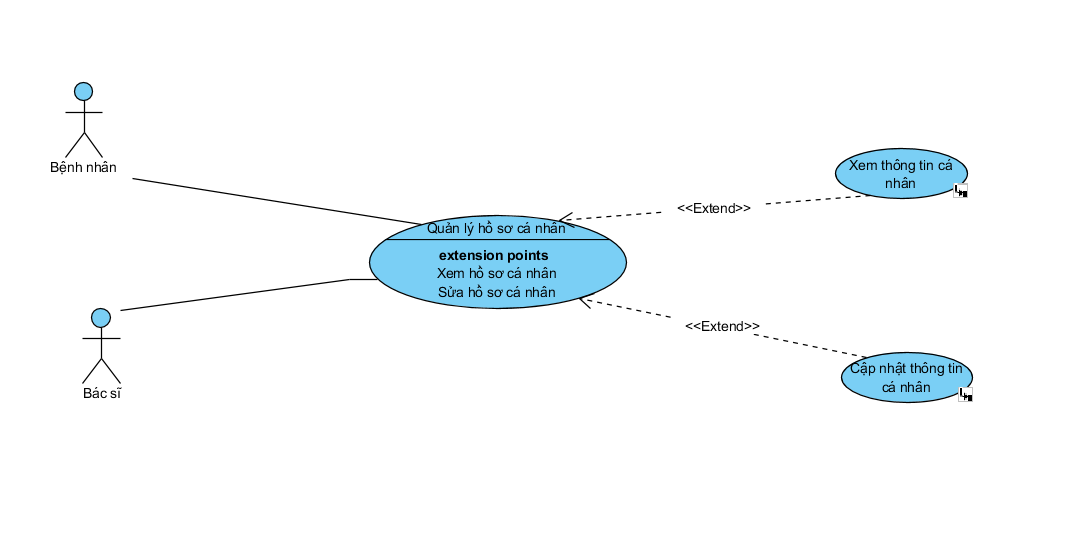 Bệnh nhân
Xem thông tin cá
nhân
<<Extend>>
Quản lý hồ sơ cá nhân
extension points
Xem hồ sơ cá nhân
Sửa hồ sơ cá nhân
<<Extend>>
Cập nhật thông tin
cá nhân
Bác sĩ